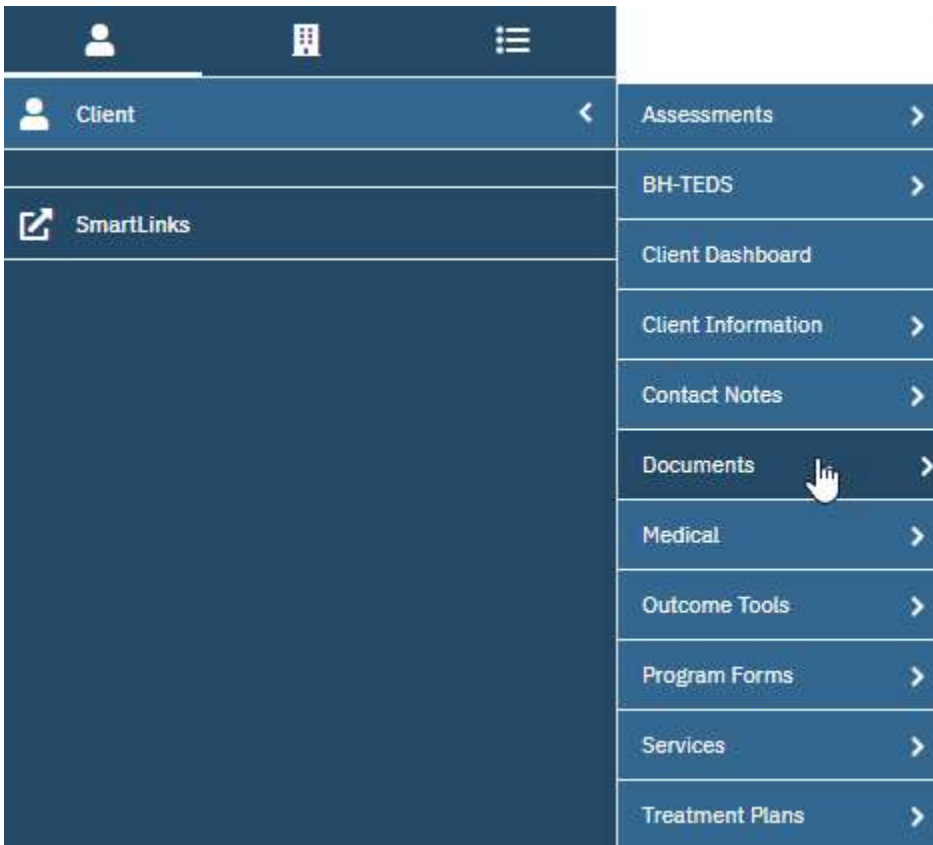 Client
SmartLinks
Assessments
BH-TEDS
Client Dashboard
Client Information
Contact Notes
Documents
Medical
Outcome Tools
Program Forms
Services
Treatment Plans